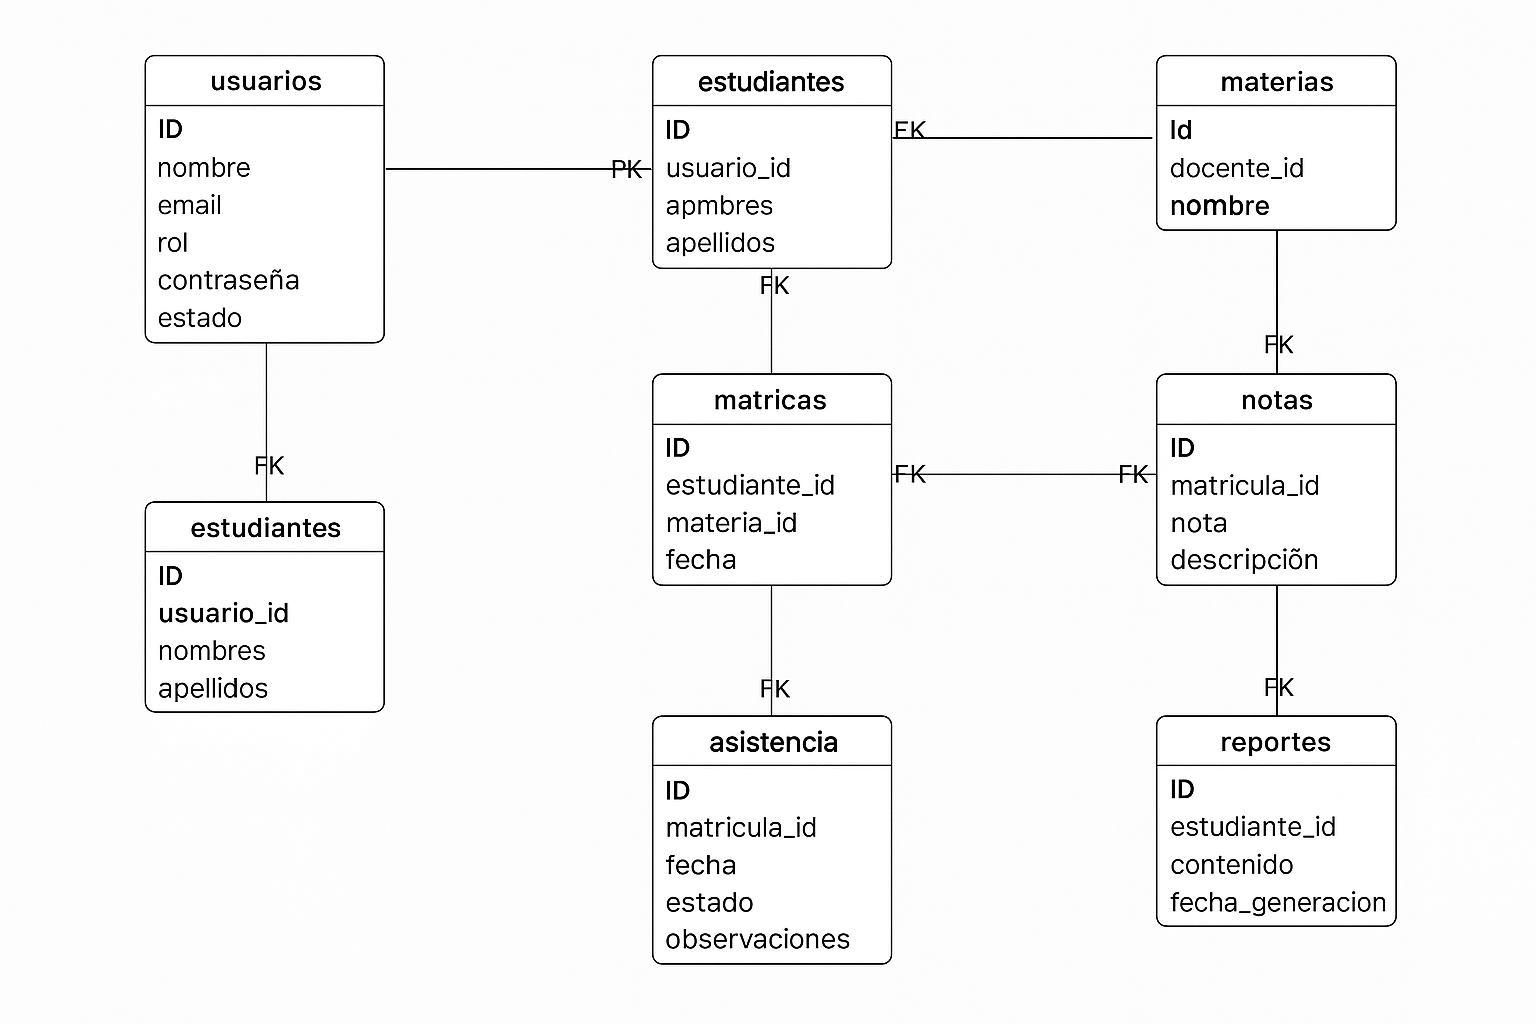 usuarios
ID
nombre
email
rol
contraseña
estado
PK
estudiantes
ID
usuario_id
apmbres
apellidos
FK
FK
materias
Id
docente_id
nombre
FK
FK
estudiantes
ID
usuario_id
nombres
apellidos
matricas
ID
estudiante_id
materia_id
fecha
FK
FK
notas
ID
matricula_id
nota
descripciõn
FK
FK
asistencia
ID
matricula_id
fecha
estado
observaciones
reportes
ID
estudiante_id
contenido
fecha_generacion